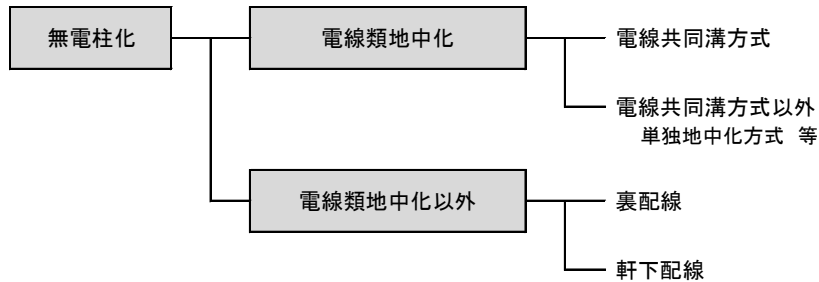 無電柱化
電線類地中化
電線共同溝方式
電線共同溝方式以外
単独地中化方式 等
電線類地中化以外
裏配線
軒下配線